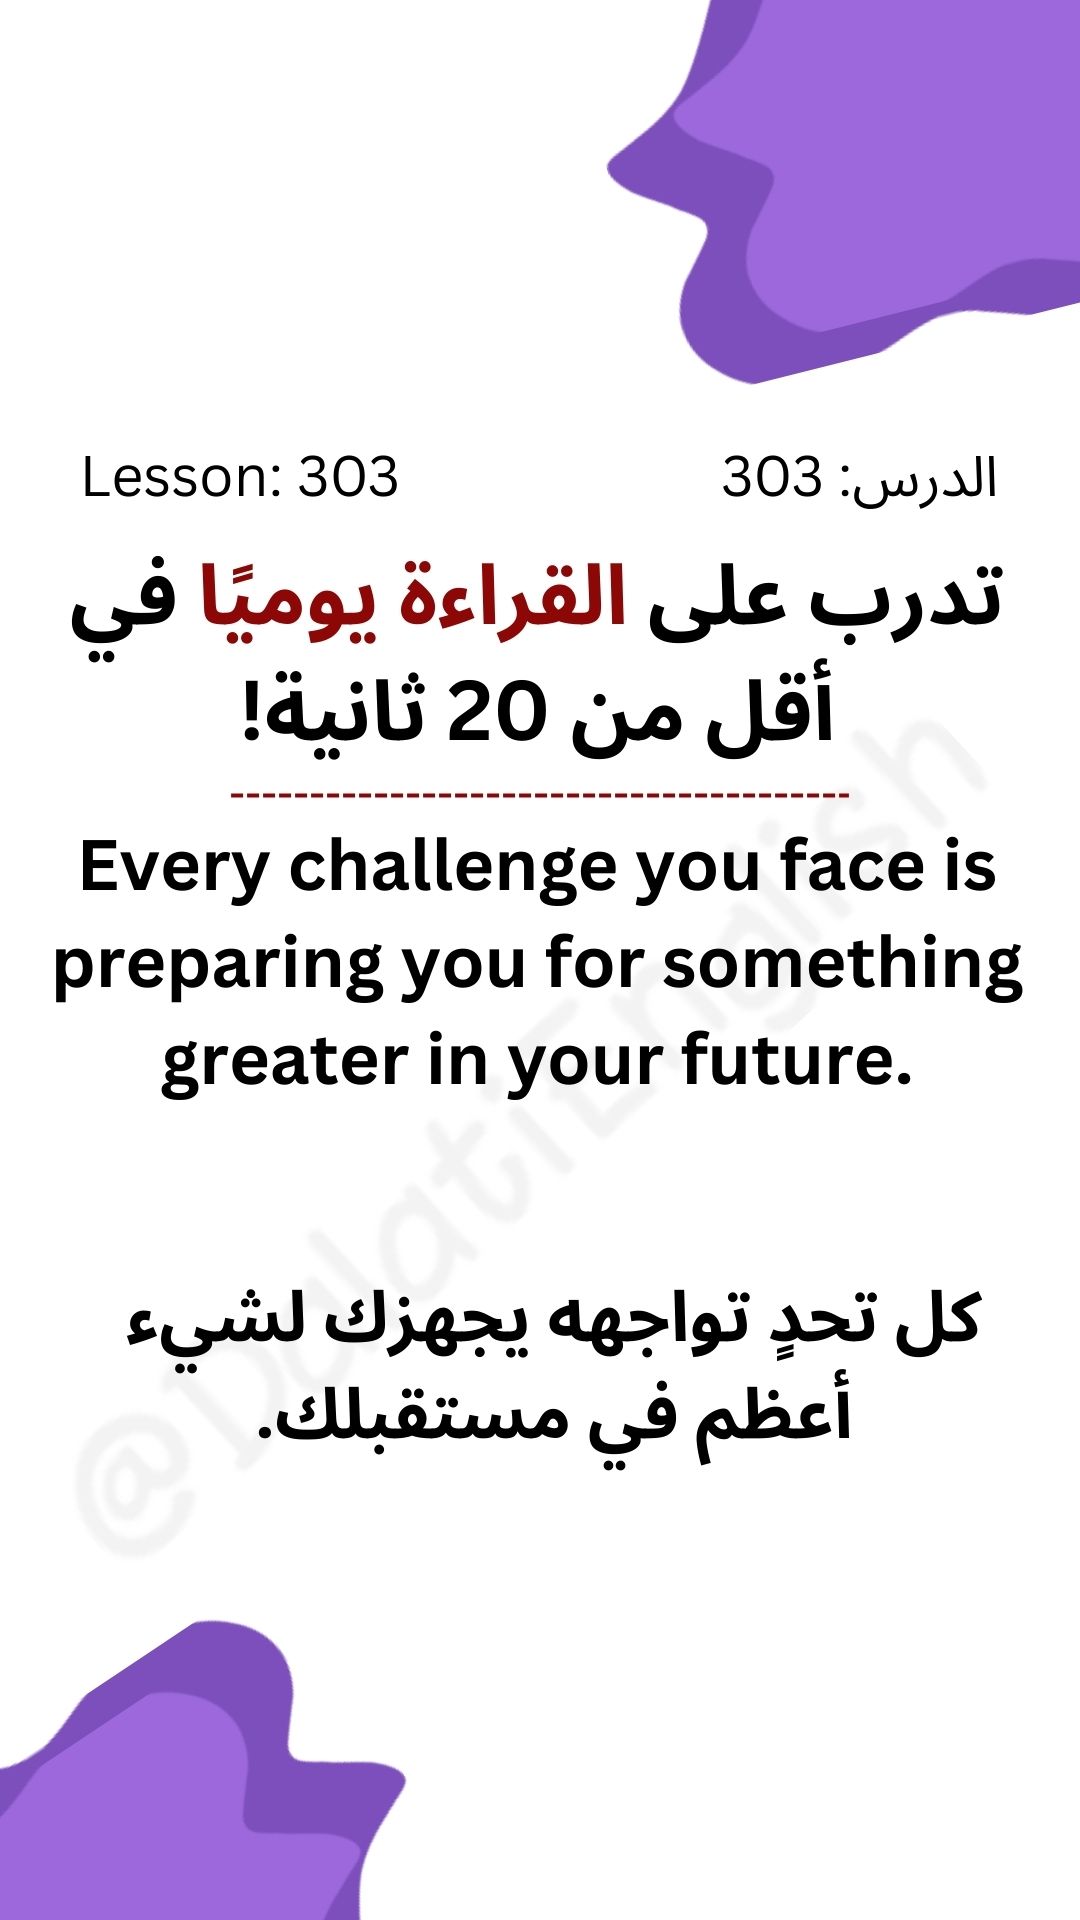 Lesson: 303
الدرس: 303
تدرب على القراءة يوميًا في
أقل من 20 ثانية!
---------------------------------------
Every challenge you face is
preparing you for something
greater in your future.
كل تحدٍ تواجهه يجهزك لشيء
أعظم في مستقبلك.
@DalatiEnglish